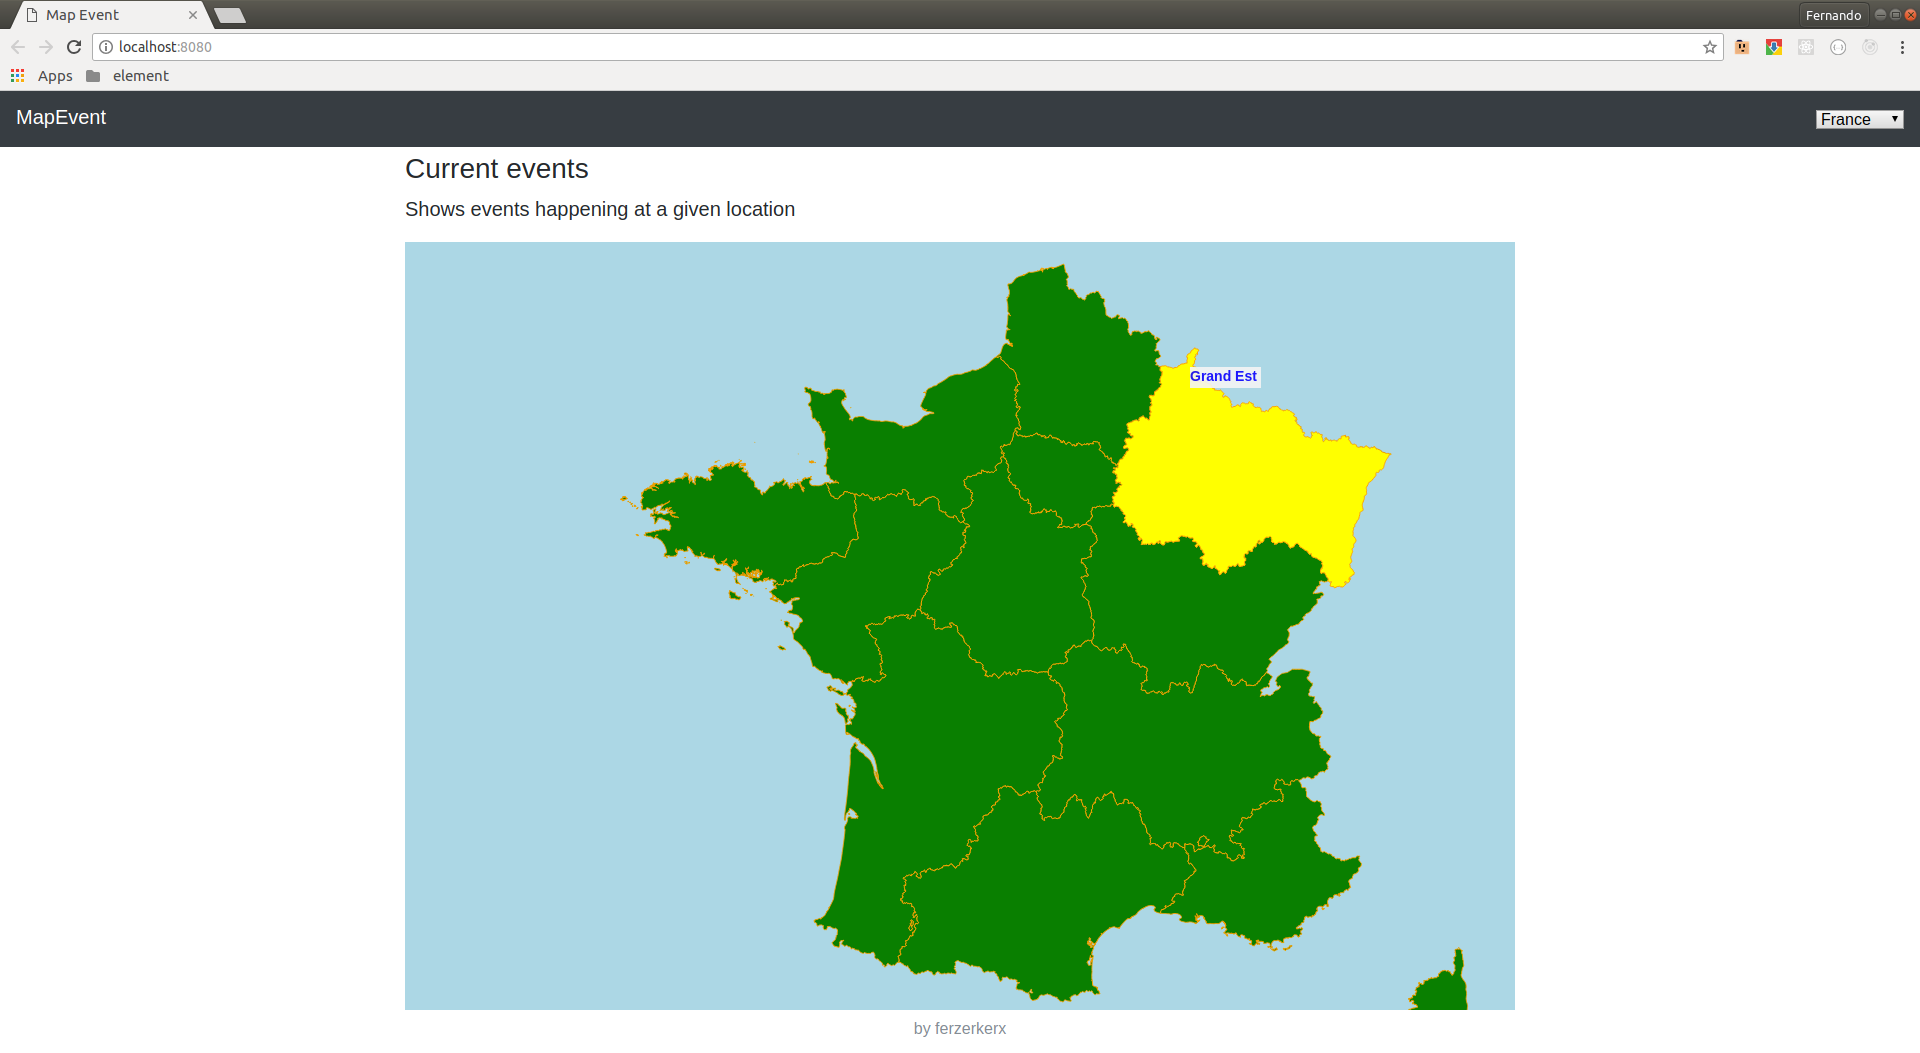 Map Event
Fernando
localhost:8080
Apps
element
MapEvent
France
Current events
Shows events happening at a given location
Grand Est
by ferzerkerx